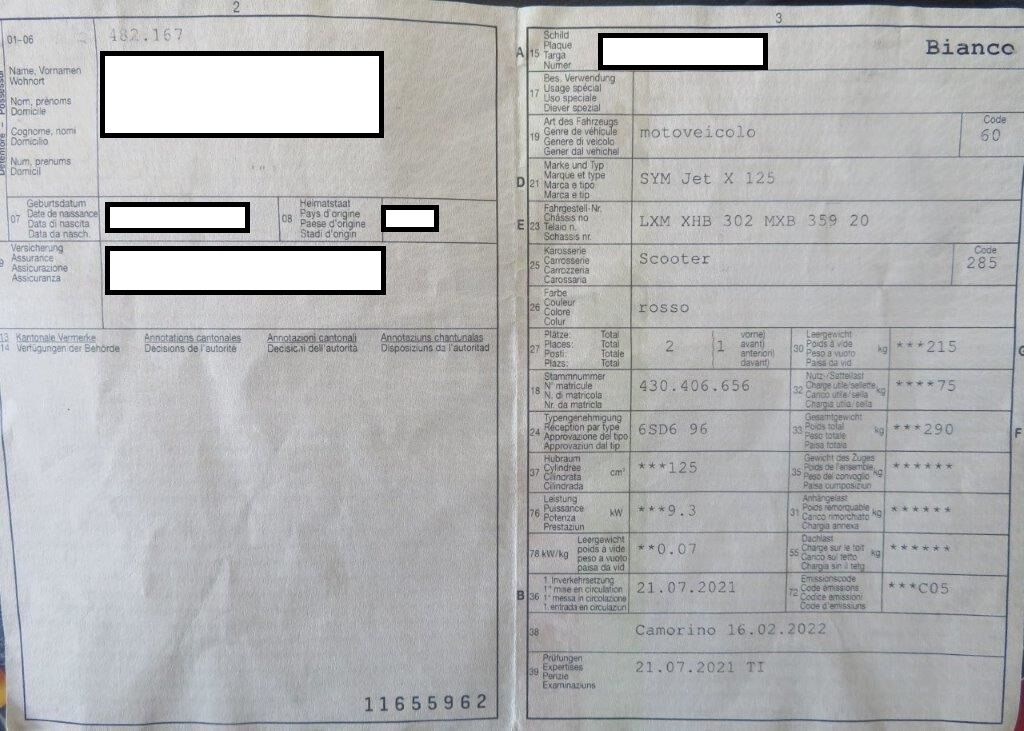 2
01-06
482.167
Name, Vornamen
Wohnort
Nom, prénoms
Domicile
Cognome, nomi
Domicilio
Num, prenums
Domicil
07
Geburtsdatum
Date de naissance
Data di nascita
Data da nasch.
08
Heimatstaat
Pays d'origine
Paese d'origine
Stadi d'origin
9
Versicherung
Assurance
Assicurazione
Assicuranza
13 Kantonale Vermerke Annotations cantonales Annotazioni cantonali Annotaziuns chantunalas
14 Verfügungen der Behörde Décisions de l'autorité Decisioni dell'autorità Disposiziuns da l'autoritad
11655962
3
A 15
Schild
Plaque
Targa
Numer
Bianco
17
Bes. Verwendung
Usage spécial
Uso speciale
Diever spezial
19
Art des Fahrzeugs
Genre de véhicule
Genere di veicolo
Gener dal vehichel
motoveicolo
Code
60
D 21
Marke und Typ
Marque et type
Marca e tipo
Marca e tip
SYM Jet X 125
E 23
Fahrgestell-Nr.
Châssis no
Telaio n.
Schassis nr.
LXM XHB 302 MXB 359 20
25
Karosserie
Carrosserie
Carrozzeria
Carossaria
Scooter
Code
285
26
Farbe
Couleur
Colore
Colur
rosso
27
Plätze: Total vorne)
Places: Total avant)
Posti: Totale anteriori)
Plazs: Total davant)
2 (1
30
Leergewicht
Poids à vide
Peso a vuoto
Paisa da vid
kg
***215
G
18
Stammnummer
N° matricule
N. di matricola
Nr. da matricla
430.406.656
32
Nutz-/Sattellast
Charge utile/sellette
Carico utile/sella
Chargia utila/sella
kg
****75
24
Typengenehmigung
Réception par type
Approvazione del tipo
Approvaziun dal tip
6SD6 96
33
Gesamtgewicht
Poids total
Peso totale
Paisa totala
kg
***290
F
37
Hubraum
Cylindrée
Cilindrata
Cilindrada
cm³
***125
35
Gewicht des Zuges
Poids de l'ensemble
Peso del convoglio
Paisa cumposiziun
kg
******
76
Leistung
Puissance
Potenza
Prestaziun
kW
***9.3
31
Anhängelast
Poids remorquable
Carico rimorchiato
Chargia annexa
kg
******
78 kW/kg
Leergewicht
poids à vide
peso a vuoto
paisa da vid
**0.07
55
Dachlast
Charge sur le toit
Carico sul tetto
Chargia sin il tetg
kg
******
B 36
1. Inverkehrsetzung
1re mise en circulation
1a messa in circolazione
1. entrada en circulaziun
21.07.2021
72
Emissionscode
Code émissions
Codice emissioni
Code d'emissiuns
***C05
38
Camorino 16.02.2022
39
Prüfungen
Expertises
Perizie
Examinaziuns
21.07.2021 TI